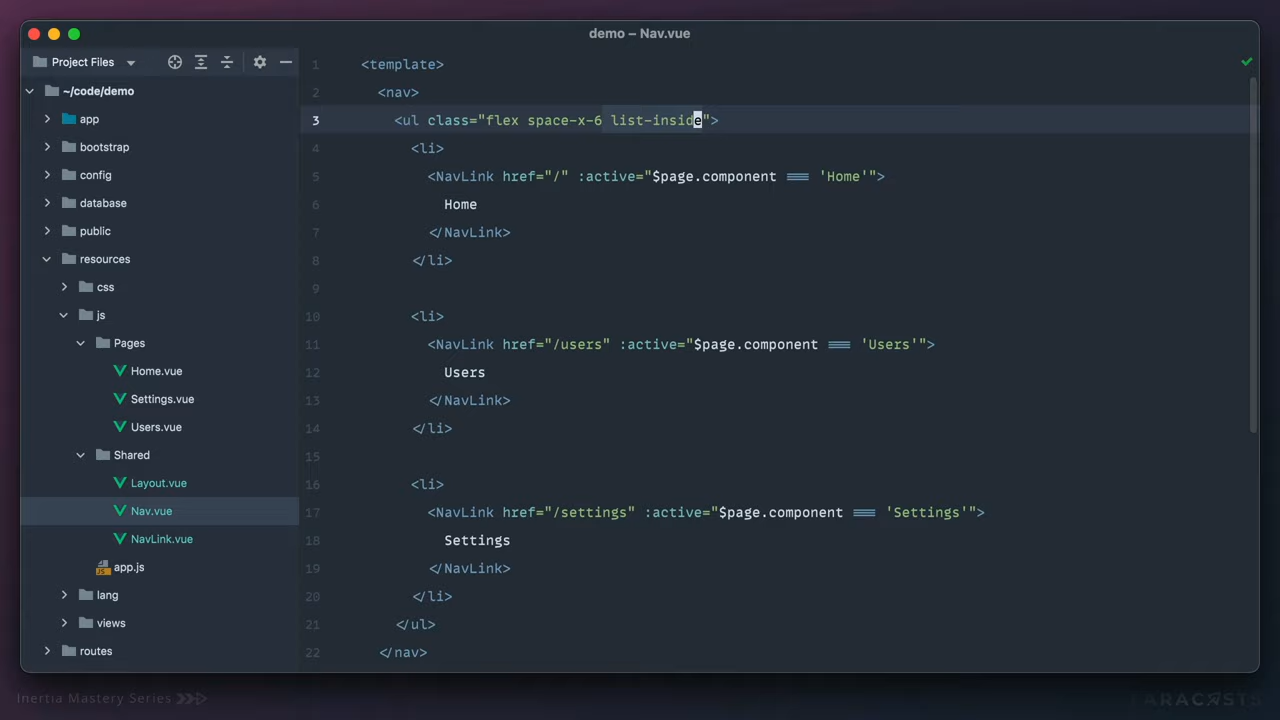 demo – Nav.vue
Project Files
~/code/demo
app
bootstrap
config
database
public
resources
css
js
Pages
Home.vue
Settings.vue
Users.vue
Shared
Layout.vue
Nav.vue
NavLink.vue
app.js
lang
views
routes
1 <template>
2 <nav>
3 <ul class="flex space-x-6 list-inside">
4 <li>
5 <NavLink href="/" :active="$page.component === 'Home'">
6 Home
7 </NavLink>
8 </li>
9
10 <li>
11 <NavLink href="/users" :active="$page.component === 'Users'">
12 Users
13 </NavLink>
14 </li>
15
16 <li>
17 <NavLink href="/settings" :active="$page.component === 'Settings'">
18 Settings
19 </NavLink>
20 </li>
21 </ul>
22 </nav>
Inertia Mastery Series
LARACASTS